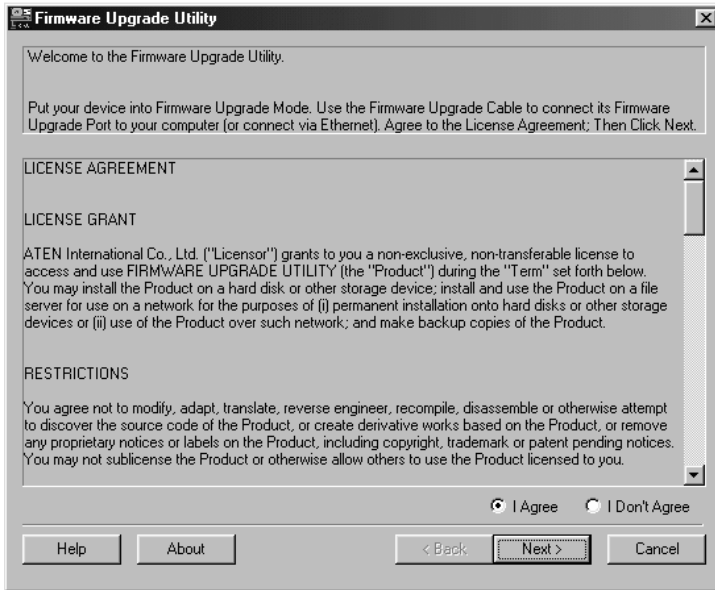 Firmware Upgrade Utility
Welcome to the Firmware Upgrade Utility.
Put your device into Firmware Upgrade Mode. Use the Firmware Upgrade Cable to connect its Firmware
Upgrade Port to your computer (or connect via Ethernet). Agree to the License Agreement; Then Click Next.
LICENSE AGREEMENT
LICENSE GRANT
ATEN International Co., Ltd. ("Licensor") grants to you a non-exclusive, non-transferable license to
access and use FIRMWARE UPGRADE UTILITY (the "Product") during the "Term" set forth below.
You may install the Product on a hard disk or other storage device; install and use the Product on a file
server for use on a network for the purposes of (i) permanent installation onto hard disks or other storage
devices or (ii) use of the Product over such network; and make backup copies of the Product.
RESTRICTIONS
You agree not to modify, adapt, translate, reverse engineer, recompile, disassemble or otherwise attempt
to discover the source code of the Product, or create derivative works based on the Product, or remove
any proprietary notices or labels on the Product, including copyright, trademark or patent pending notices.
You may not sublicense the Product or otherwise allow others to use the Product licensed to you.
I Agree I Don't Agree
Help About < Back Next > Cancel